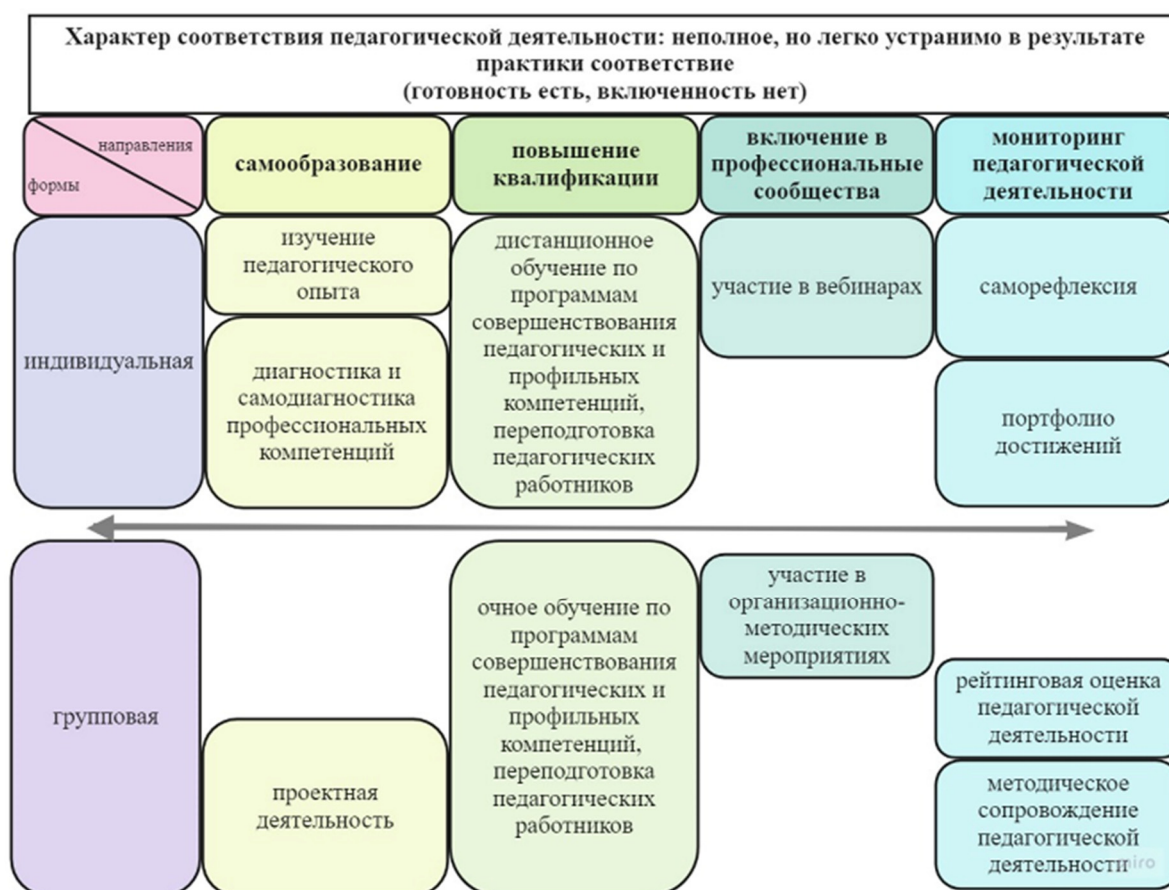 Характер соответствия педагогической деятельности: неполное, но легко устранимо в результате
практики соответствие
(готовность есть, включенность нет)
направления
формы
самообразование
повышение
квалификации
включение в
профессиональные
сообщества
мониторинг
педагогической
деятельности
индивидуальная
изучение
педагогического
опыта
диагностика и
самодиагностика
профессиональных
компетенций
дистанционное
обучение по
программам
совершенствования
педагогических и
профильных
компетенций,
переподготовка
педагогических
работников
участие в вебинарах
саморефлексия
портфолио
достижений
групповая
проектная
деятельность
очное обучение по
программам
совершенствования
педагогических и
профильных
компетенций,
переподготовка
педагогических
работников
участие в
организационно-
методических
мероприятиях
рейтинговая оценка
педагогической
деятельности
методическое
сопровождение
педагогической
деятельности
miro